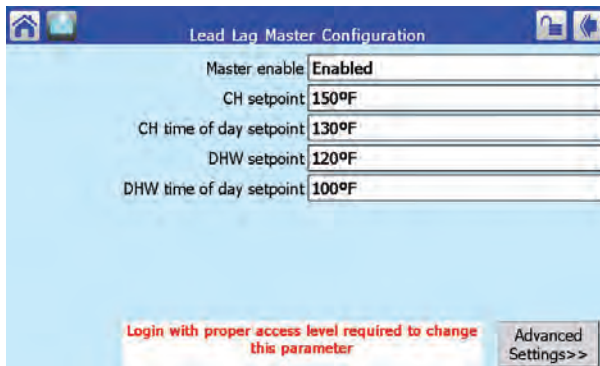 Lead Lag Master Configuration
Master enable Enabled
CH setpoint 150ºF
CH time of day setpoint 130ºF
DHW setpoint 120ºF
DHW time of day setpoint 100ºF
Login with proper access level required to change
this parameter
Advanced
Settings>>